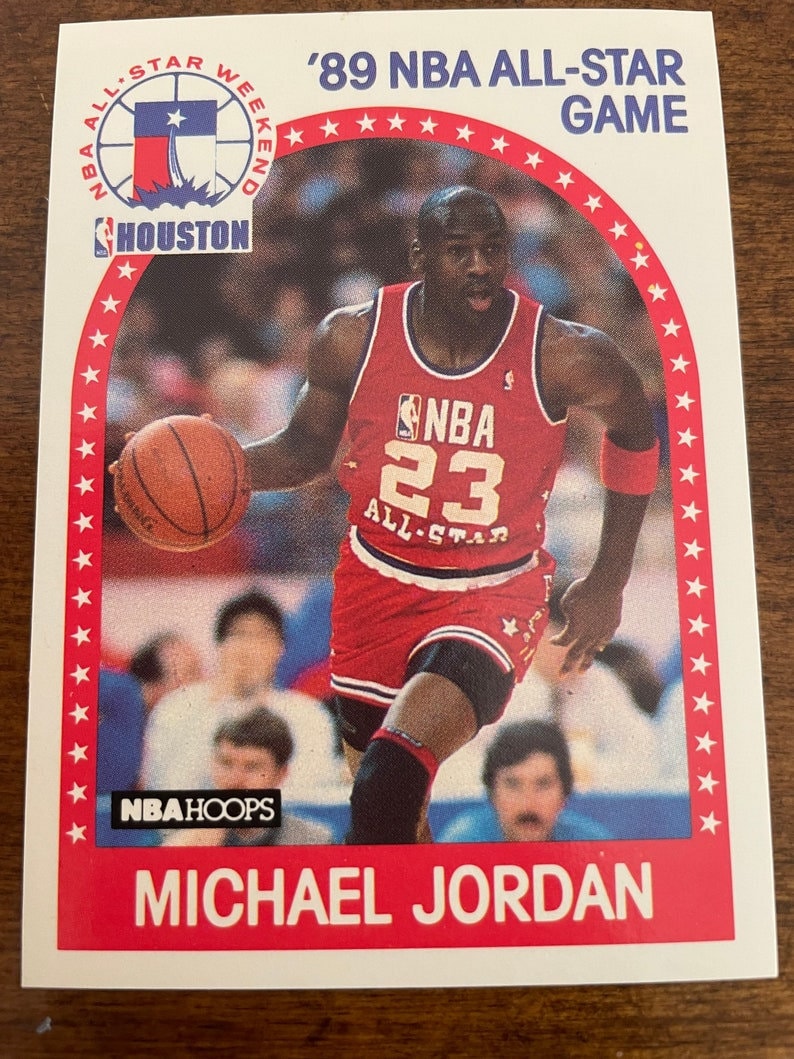 NBA ALL★STAR WEEKEND
HOUSTON
'89 NBA ALL-STAR
GAME
NBA
23
ALL-STAR
NBA HOOPS
MICHAEL JORDAN